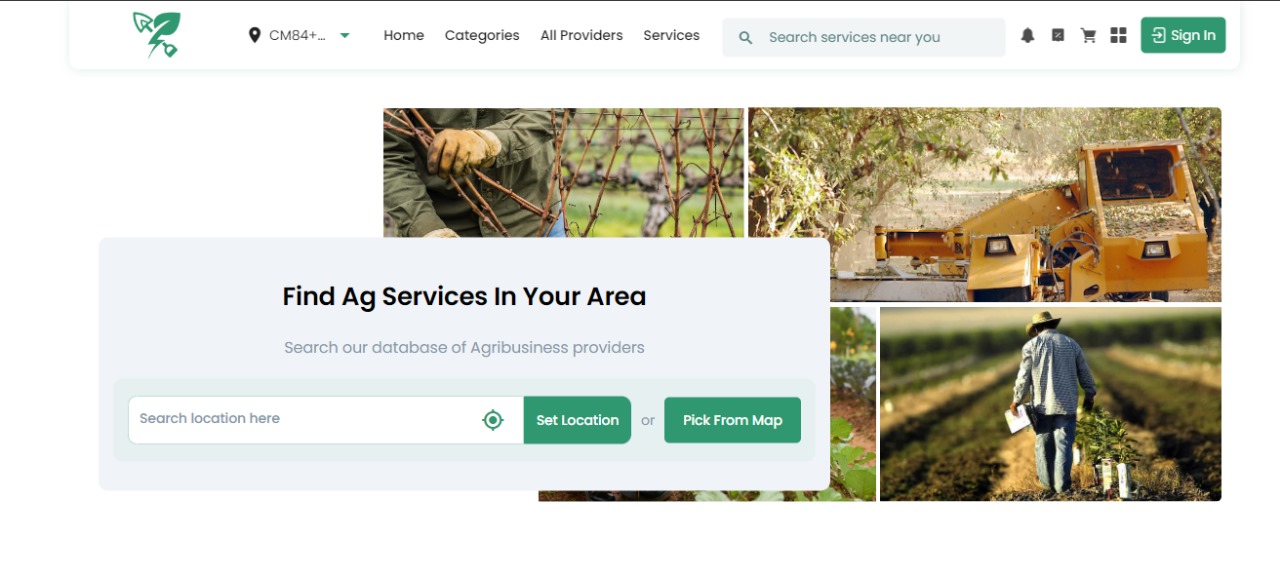 CM84+...
Home
Categories
All Providers
Services
Search services near you
Sign In
Find Ag Services In Your Area
Search our database of Agribusiness providers
Search location here
Set Location
or
Pick From Map